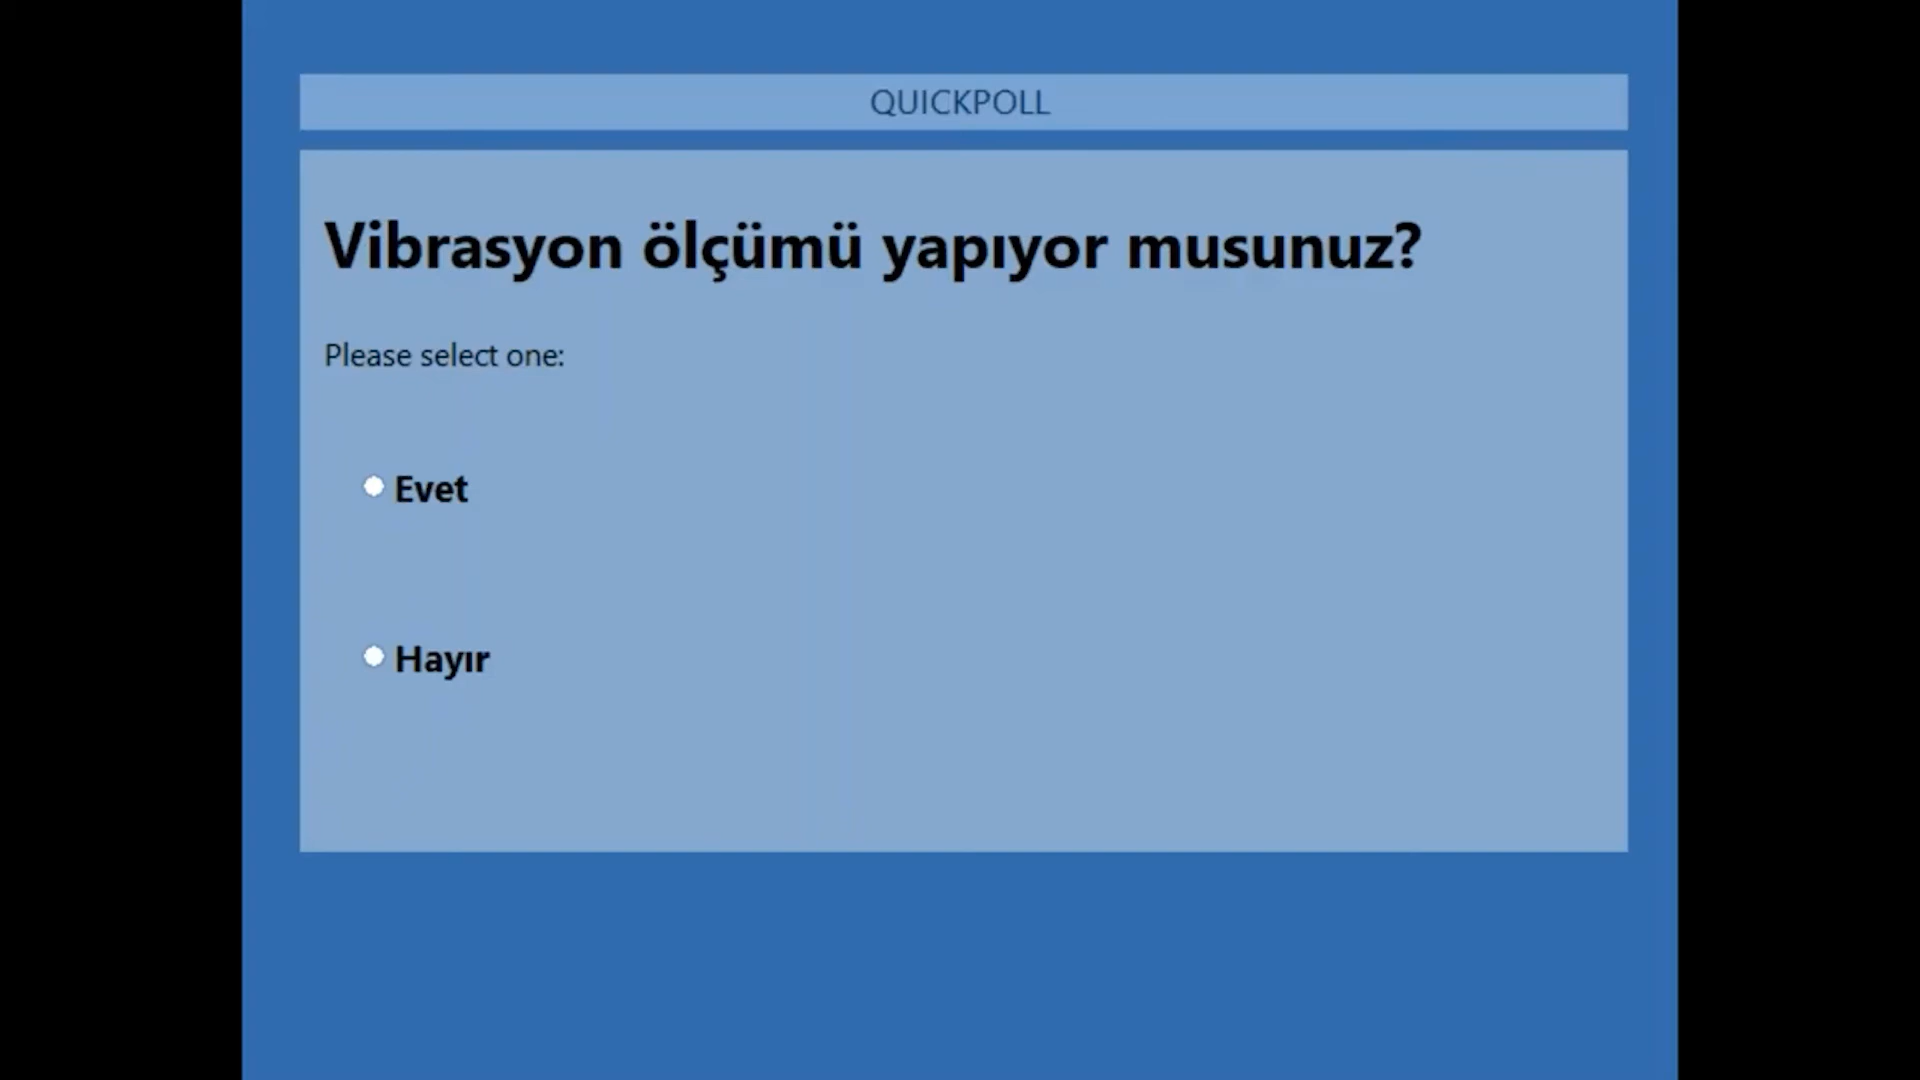 QUICKPOLL
Vibrasyon ölçümü yapıyor musunuz?
Please select one:
Evet
Hayır